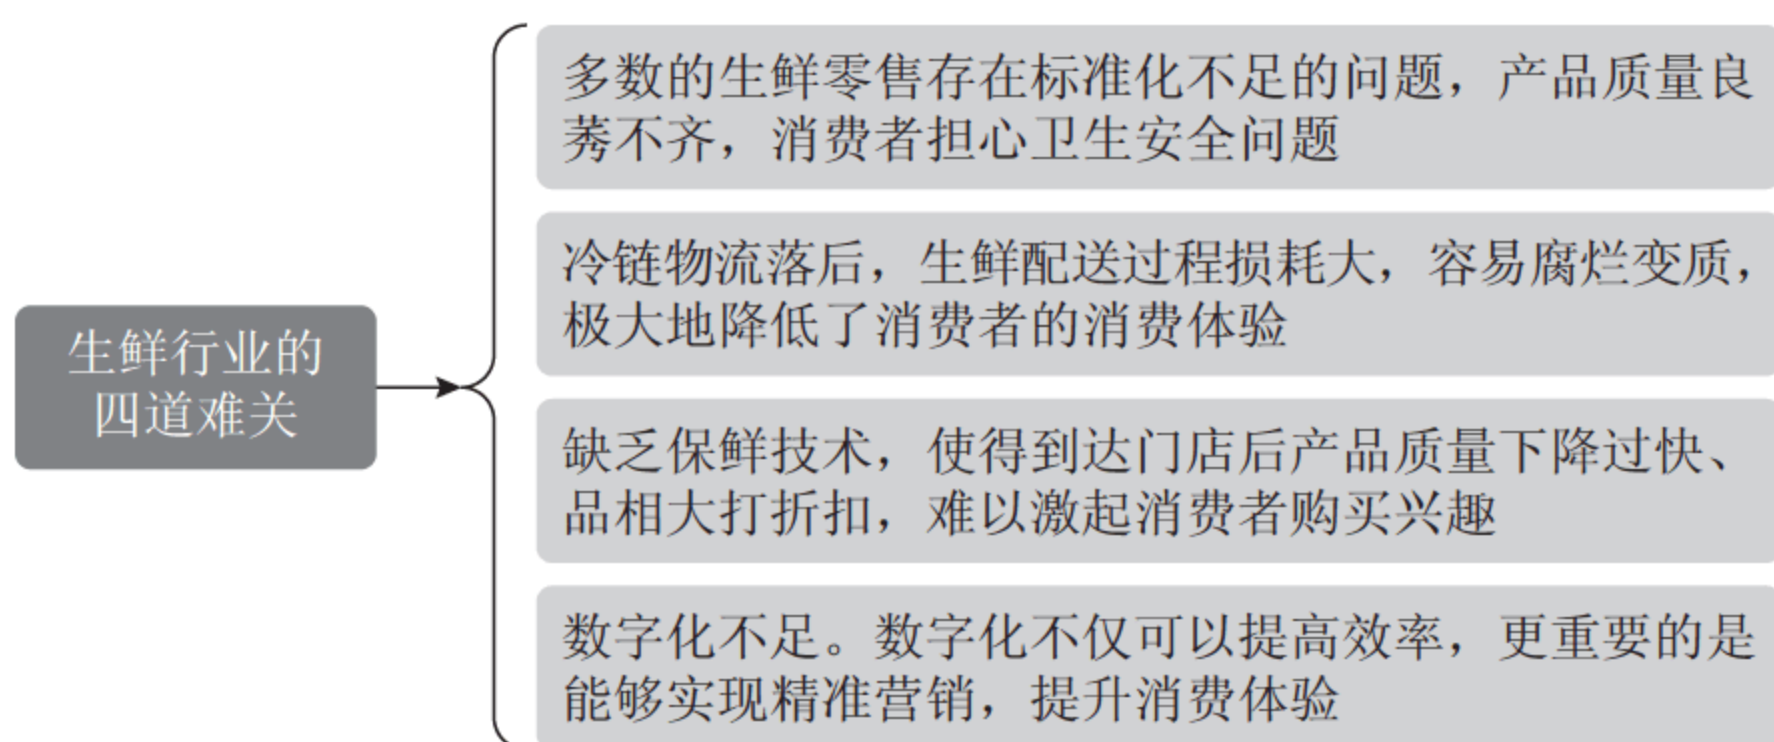 生鲜行业的
四道难关
多数的生鲜零售存在标准化不足的问题，产品质量良
莠不齐，消费者担心卫生安全问题
冷链物流落后，生鲜配送过程损耗大，容易腐烂变质，
极大地降低了消费者的消费体验
缺乏保鲜技术，使得到达门店后产品质量下降过快、
品相大打折扣，难以激起消费者购买兴趣
数字化不足。数字化不仅可以提高效率，更重要的是
能够实现精准营销，提升消费体验